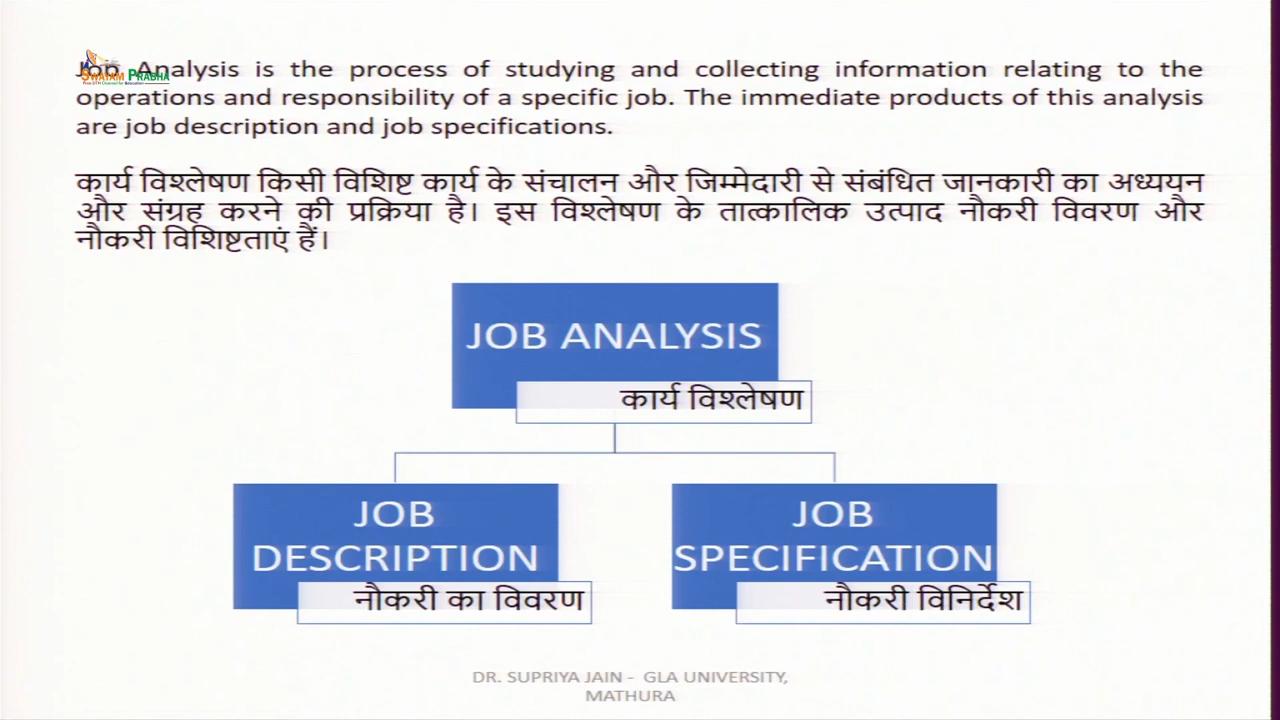 SWAYAM PRABHA
Job Analysis is the process of studying and collecting information relating to the
operations and responsibility of a specific job. The immediate products of this analysis
are job description and job specifications.
कार्य विश्लेषण किसी विशिष्ट कार्य के संचालन और जिम्मेदारी से संबंधित जानकारी का अध्ययन
और संग्रह करने की प्रक्रिया है। इस विश्लेषण के तात्कालिक उत्पाद नौकरी विवरण और
नौकरी विशिष्टताएं हैं।
JOB ANALYSIS
कार्य विश्लेषण
JOB
DESCRIPTION
नौकरी का विवरण
JOB
SPECIFICATION
नौकरी विनिर्देश
DR. SUPRIYA JAIN - GLA UNIVERSITY,
MATHURA